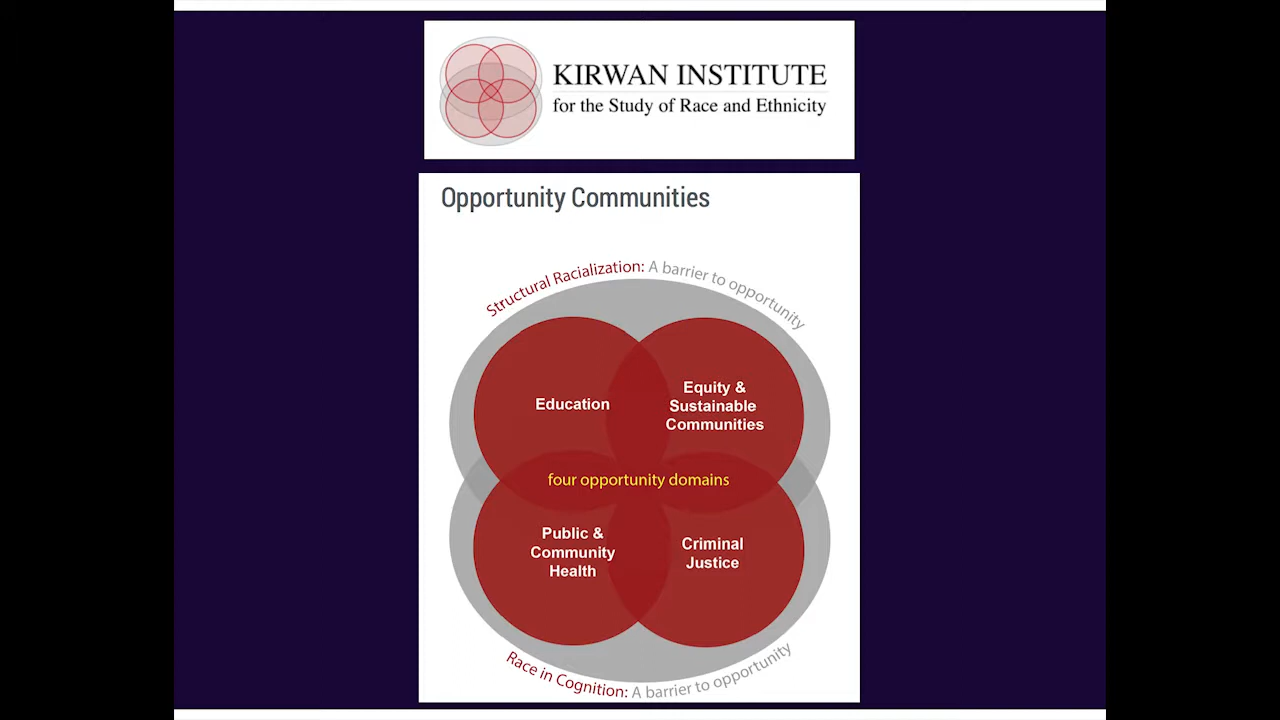 KIRWAN INSTITUTE
for the Study of Race and Ethnicity
Opportunity Communities
Structural Racialization: A barrier to opportunity
Education
Equity &
Sustainable
Communities
four opportunity domains
Public &
Community
Health
Criminal
Justice
Race in Cognition: A barrier to opportunity